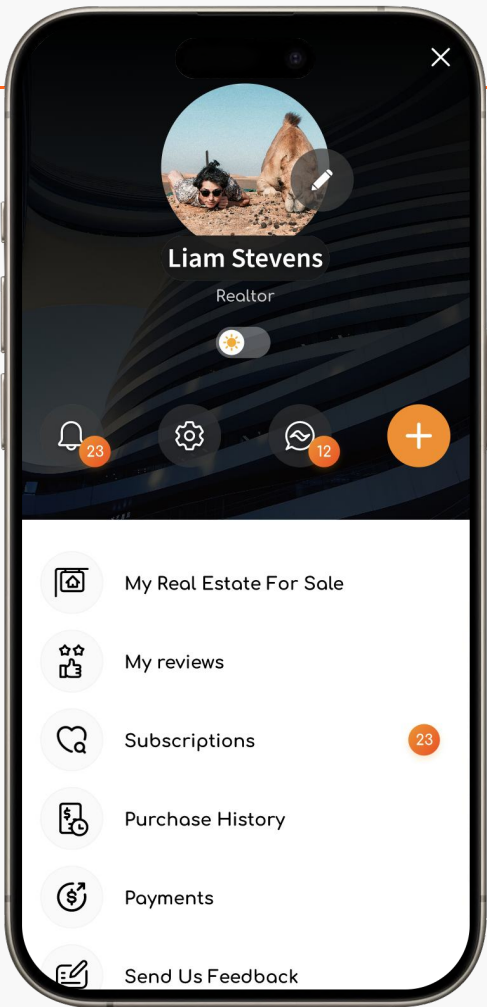 Liam Stevens
Realtor
23
12
My Real Estate For Sale
My reviews
Subscriptions
23
Purchase History
Payments
Send Us Feedback